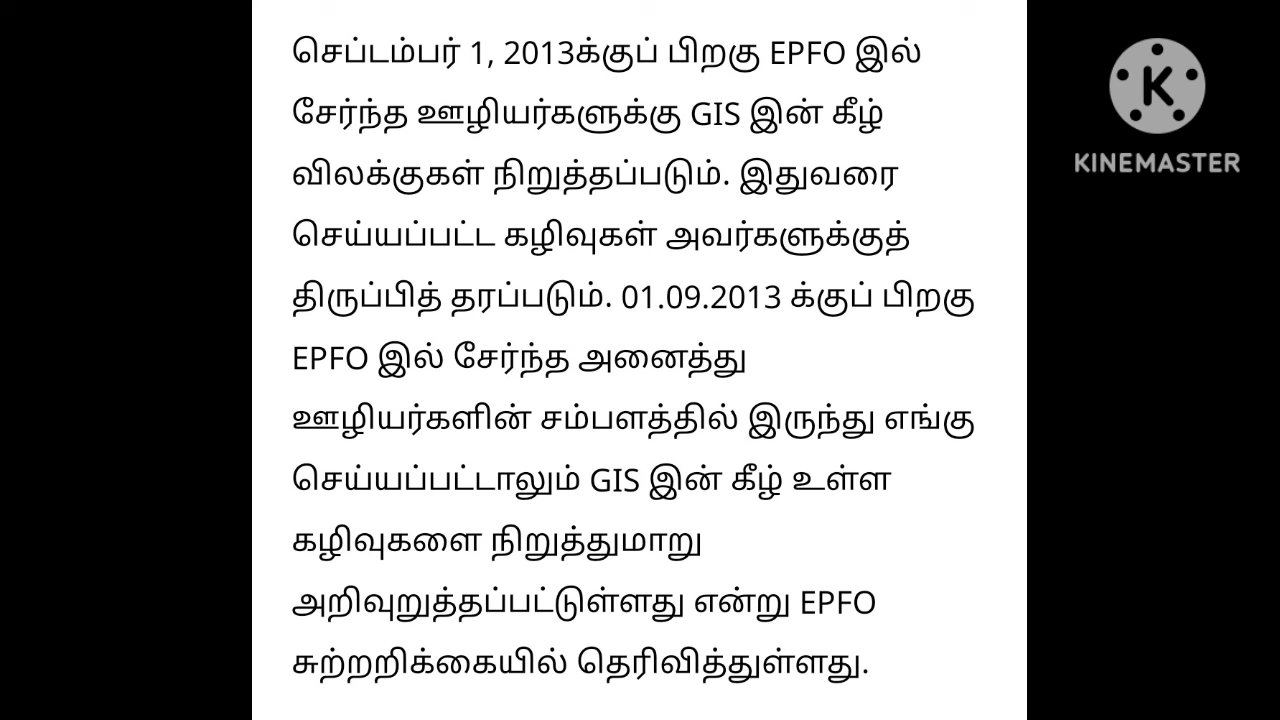 செப்டம்பர் 1, 2013க்குப் பிறகு EPFO இல்
சேர்ந்த ஊழியர்களுக்கு GIS இன் கீழ்
விலக்குகள் நிறுத்தப்படும். இதுவரை
செய்யப்பட்ட கழிவுகள் அவர்களுக்குத்
திருப்பித் தரப்படும். 01.09.2013 க்குப் பிறகு
EPFO இல் சேர்ந்த அனைத்து
ஊழியர்களின் சம்பளத்தில் இருந்து எங்கு
செய்யப்பட்டாலும் GIS இன் கீழ் உள்ள
கழிவுகளை நிறுத்துமாறு
அறிவுறுத்தப்பட்டுள்ளது என்று EPFO
சுற்றறிக்கையில் தெரிவித்துள்ளது.
K
KINEMASTER